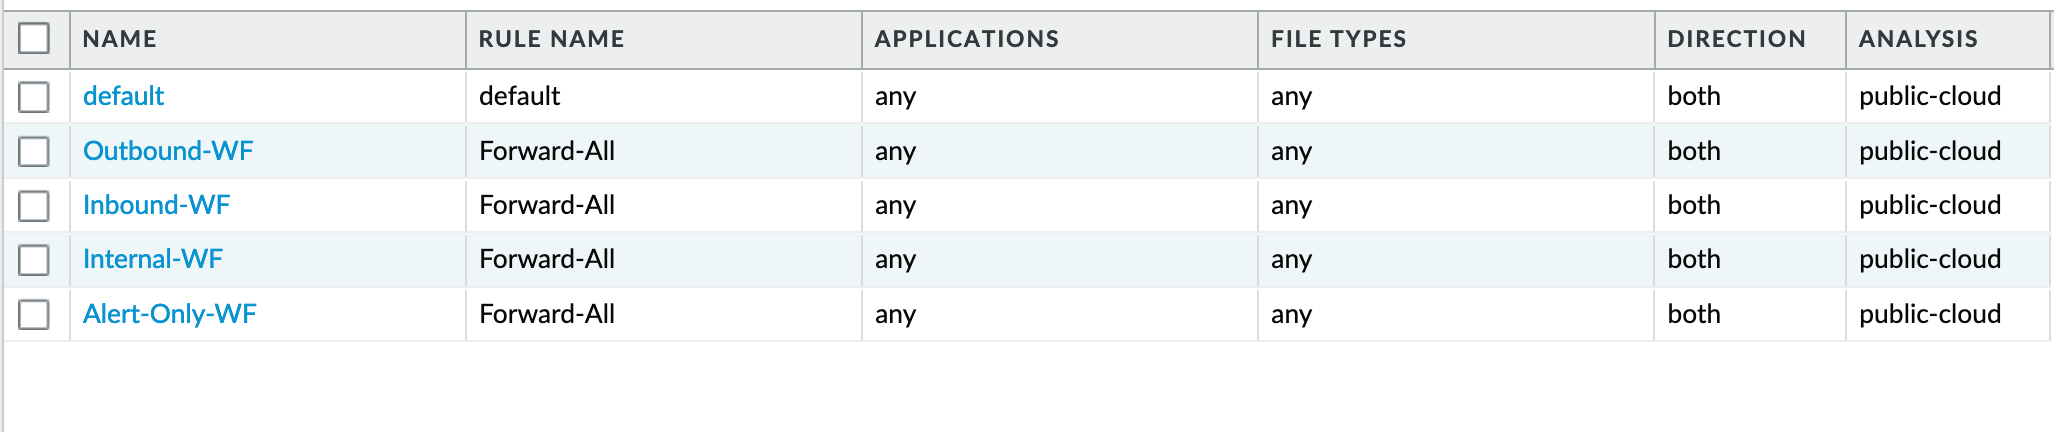 NAME RULE NAME APPLICATIONS FILE TYPES DIRECTION ANALYSIS
default default any any both public-cloud
Outbound-WF Forward-All any any both public-cloud
Inbound-WF Forward-All any any both public-cloud
Internal-WF Forward-All any any both public-cloud
Alert-Only-WF Forward-All any any both public-cloud